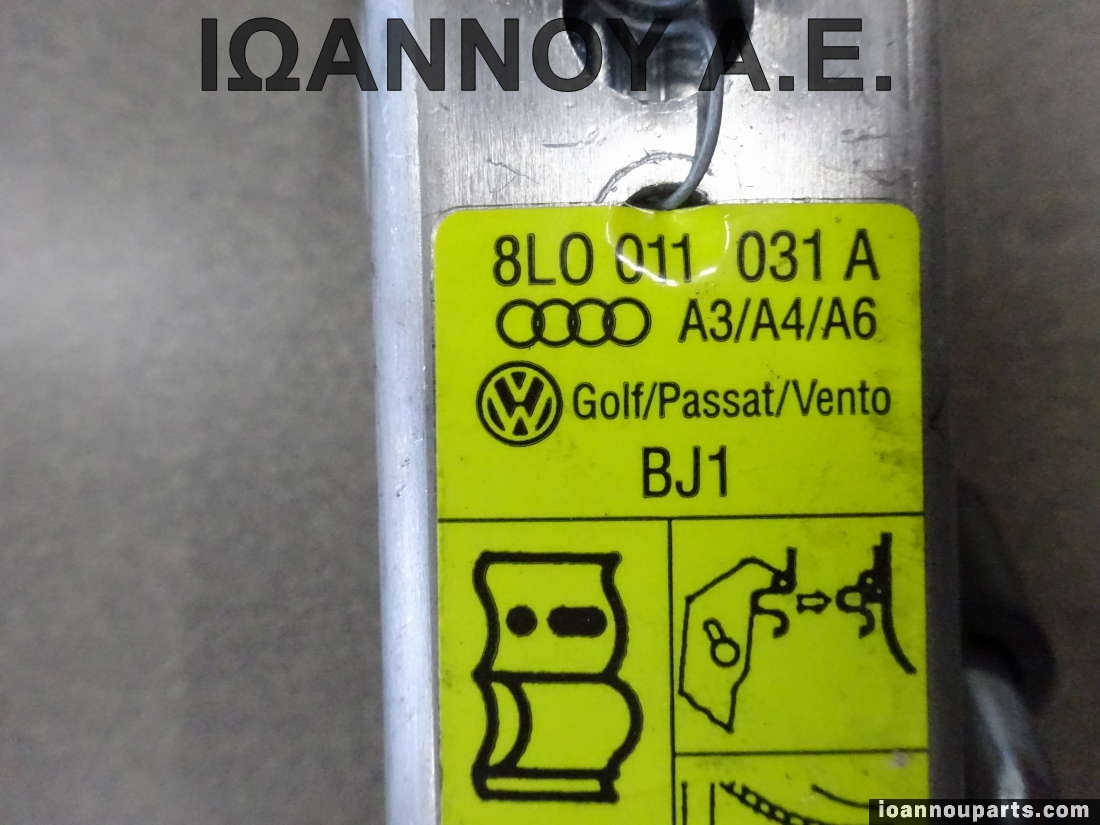 ΙΩΑΝΝΟΥ Α.Ε.
8L0 011 031 A
A3/A4/A6
Golf/Passat/Vento
BJ1
ioannouparts.com